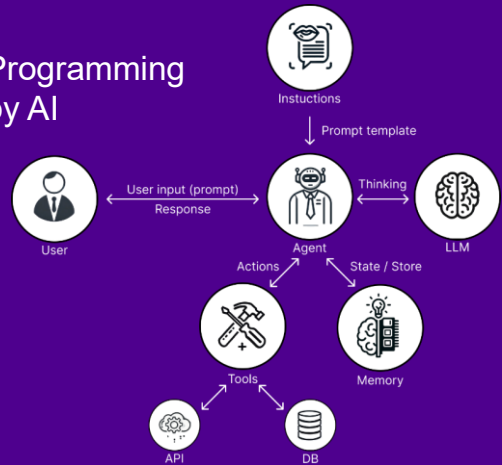 Programming
by AI
Instuctions
Prompt template
User input (prompt)
Response
Thinking
User
Agent
LLM
Actions
State / Store
Tools
Memory
API
DB